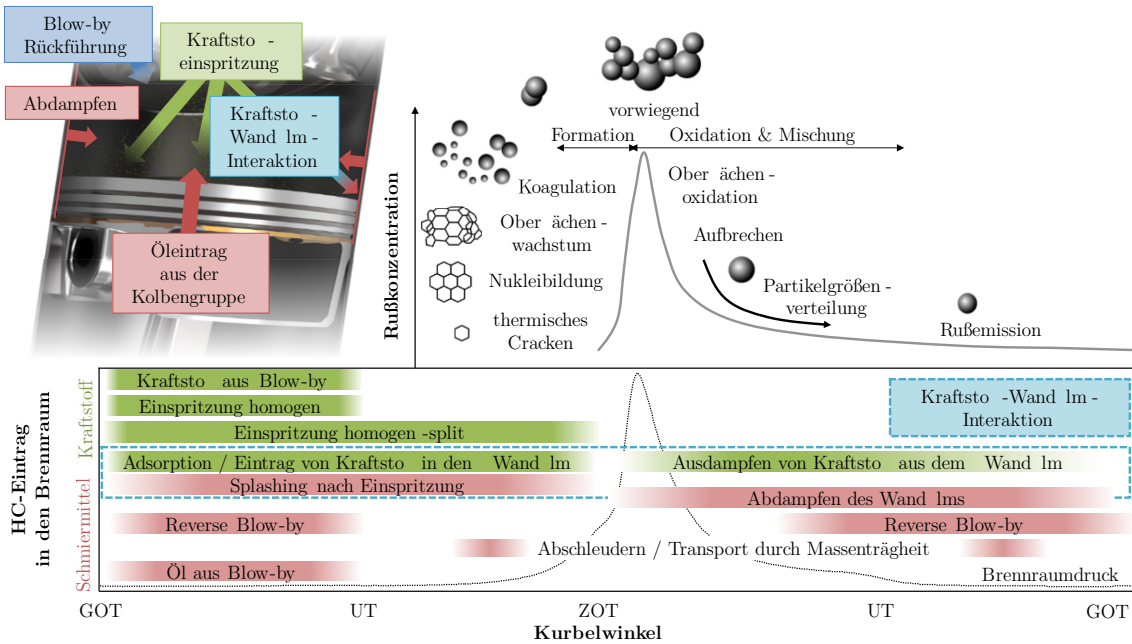 Blow-by
Rückführung
Kraftsto -
einspritzung
Abdampfen
Kraftsto -
Wand lm-
Interaktion
Öleintrag
aus der
Kolbengruppe
Rußkonzentration
vorwiegend
Formation
Oxidation & Mischung
Koagulation
Ober ächen-
wachstum
Nukleibildung
thermisches
Cracken
Ober ächen-
oxidation
Aufbrechen
Partikelgrößen-
verteilung
Rußemission
HC-Eintrag
in den Brennraum
Kraftstoff
Schmiermittel
Kraftsto aus Blow-by
Einspritzung homogen
Einspritzung homogen-split
Kraftsto -Wand lm-
Interaktion
Adsorption / Eintrag von Kraftsto in den Wand lm
Ausdampfen von Kraftsto aus dem Wand lm
Splashing nach Einspritzung
Abdampfen des Wand lms
Reverse Blow-by
Reverse Blow-by
Abschleudern / Transport durch Massenträgheit
Öl aus Blow-by
Brennraumdruck
GOT
UT
ZOT
UT
GOT
Kurbelwinkel